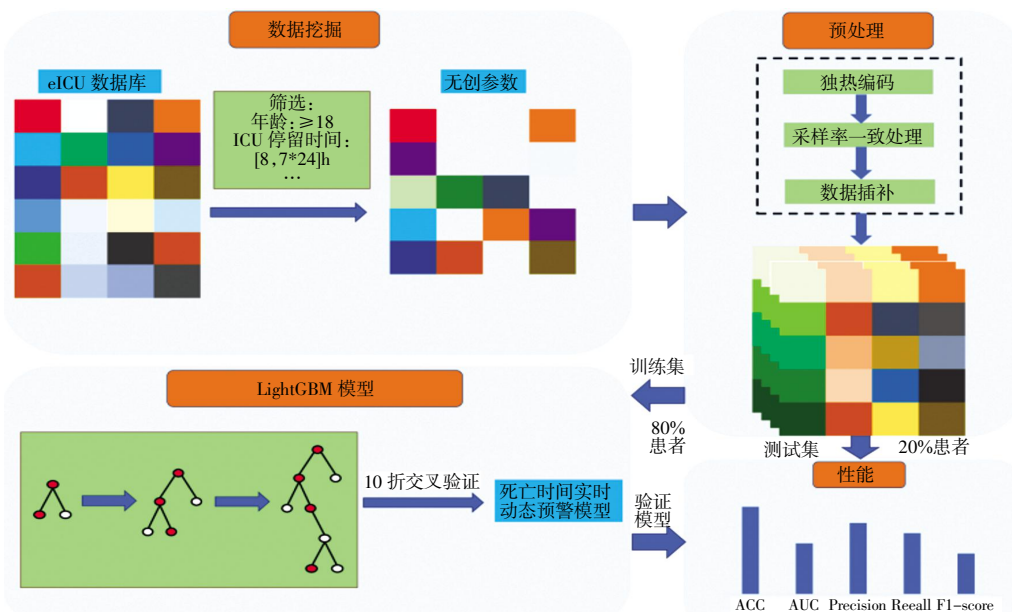 数据挖掘
eICU 数据库
筛选：
年龄：≥18
ICU 停留时间：
[8,7*24]h
…
无创参数
预处理
独热编码
采样率一致处理
数据插补
训练集
80%
患者
测试集
20%患者
LightGBM 模型
10 折交叉验证
死亡时间实时
动态预警模型
验证
模型
性能
ACC AUC Precision Reeall F1-score